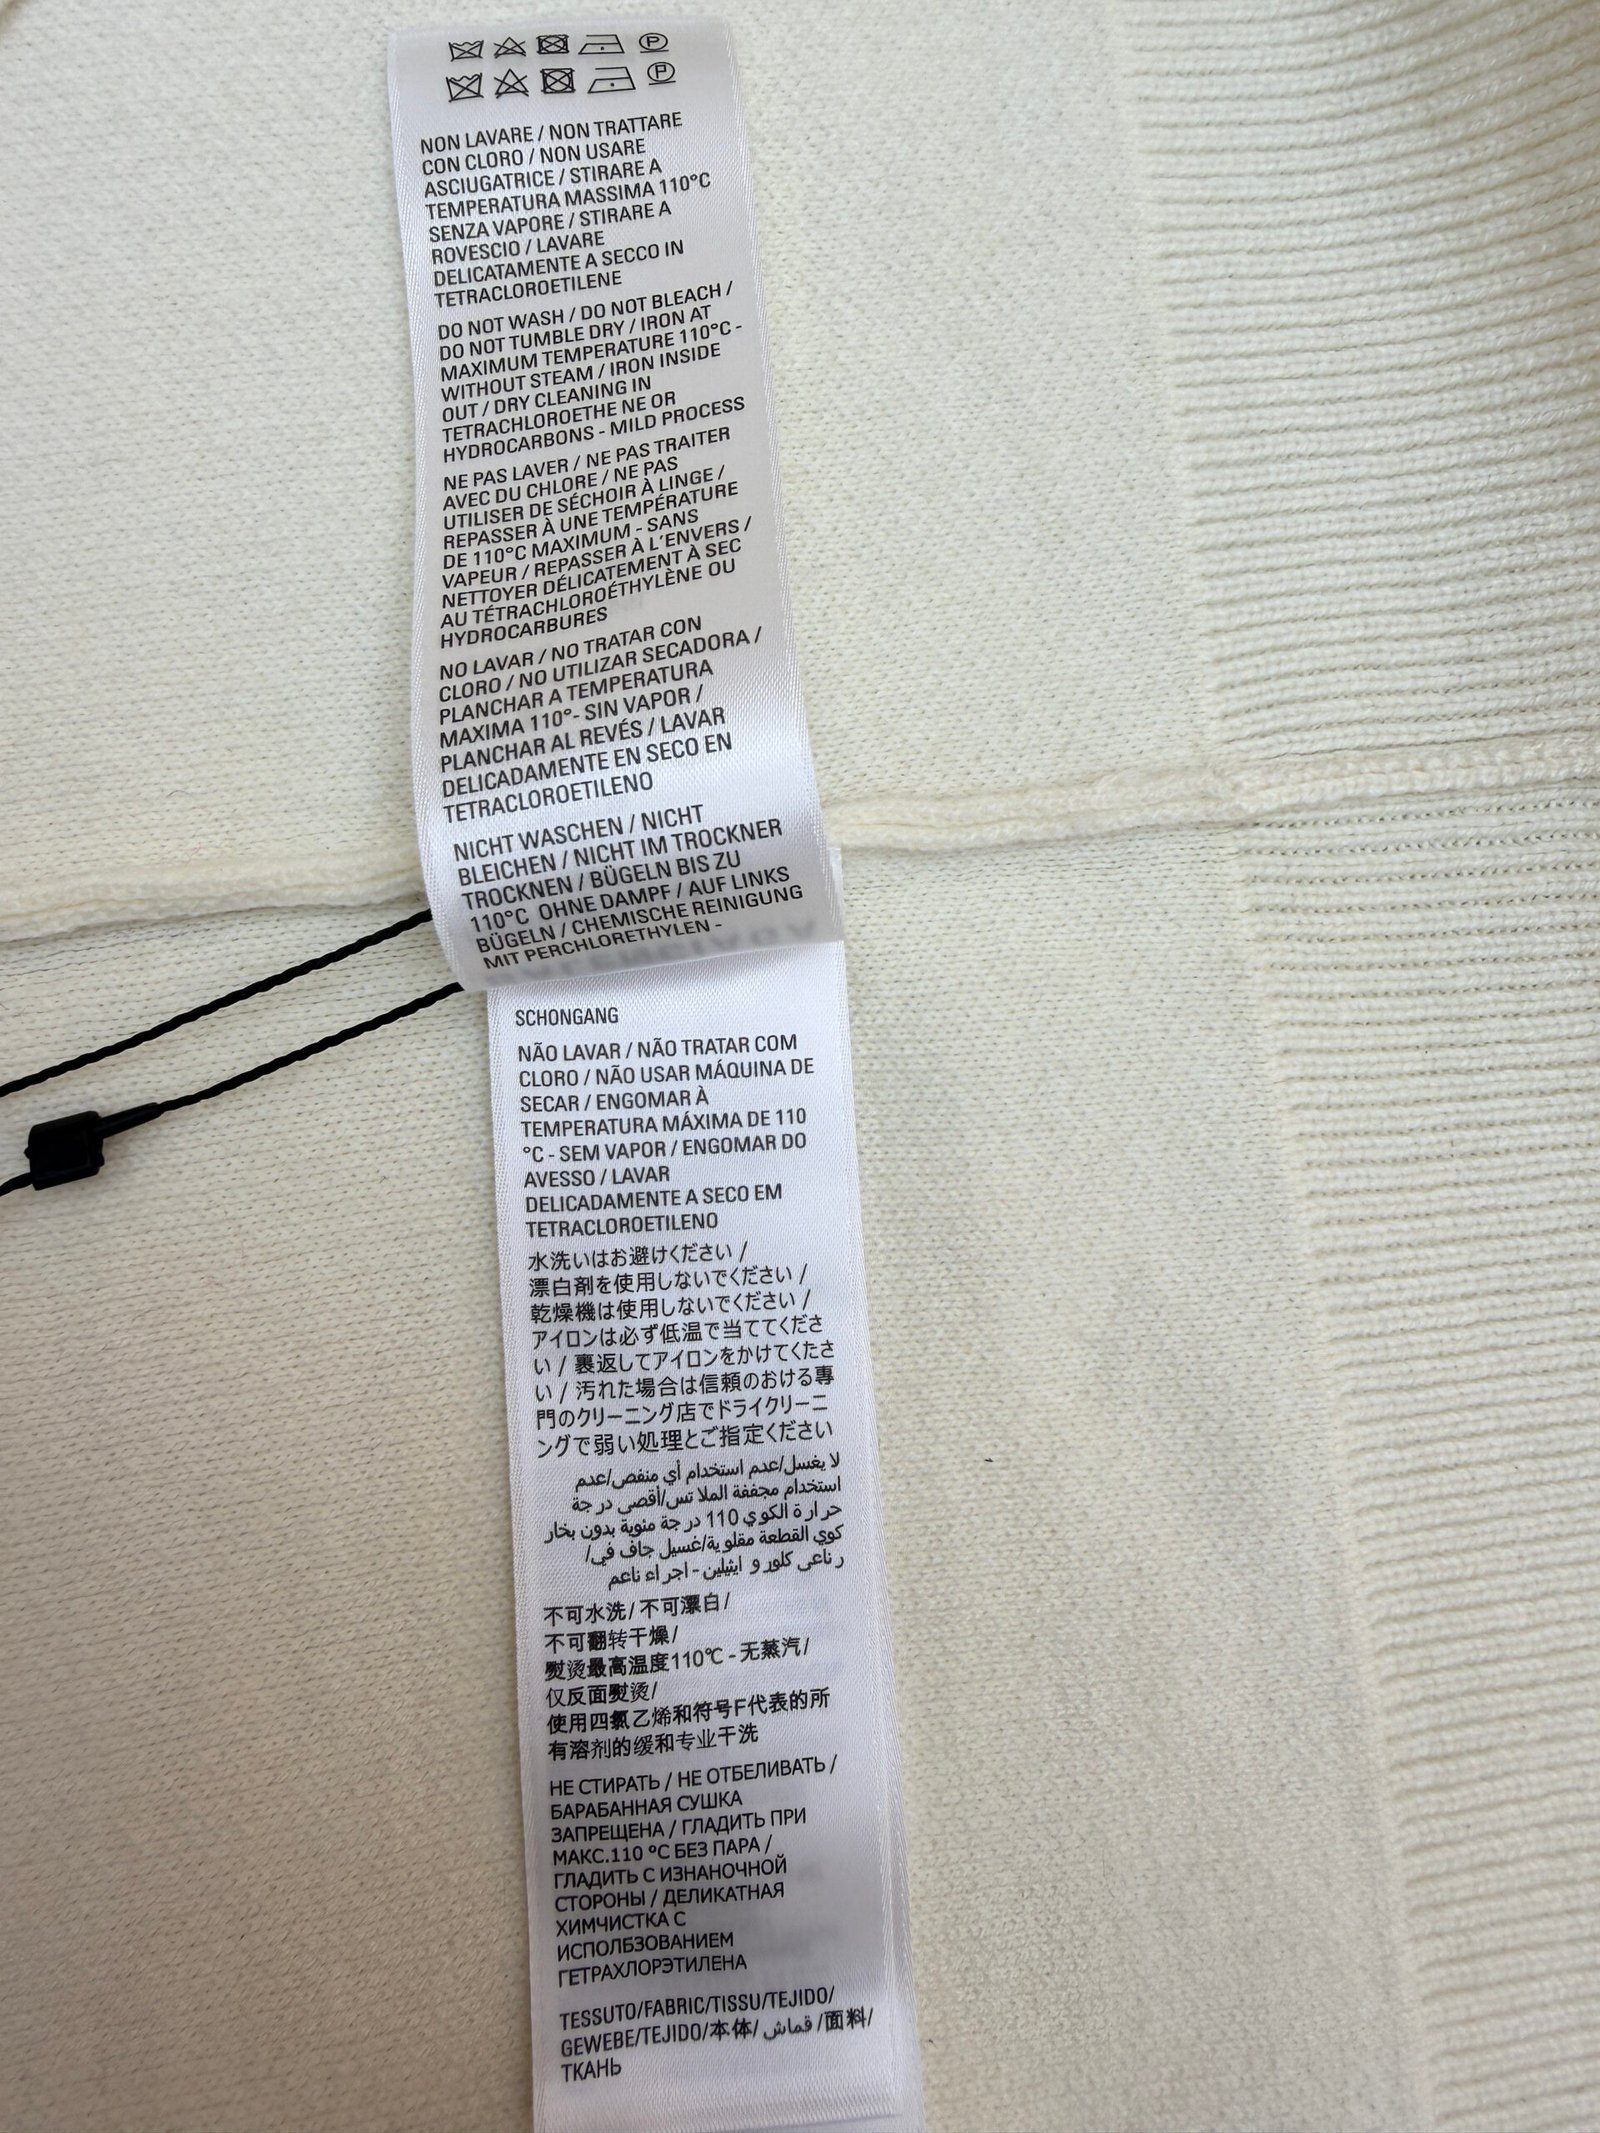 NON LAVARE / NON TRATTARE
CON CLORO / NON USARE
ASCIUGATRICE / STIRARE A
TEMPERATURA MASSIMA 110°C
SENZA VAPORE / STIRARE A
ROVESCIO / LAVARE
DELICATAMENTE A SECCO IN
TETRACLOROETILENE
DO NOT WASH / DO NOT BLEACH /
DO NOT TUMBLE DRY / IRON AT
MAXIMUM TEMPERATURE 110°C -
WITHOUT STEAM / IRON INSIDE
OUT / DRY CLEANING IN
TETRACHLOROETHE NE OR
HYDROCARBONS - MILD PROCESS
NE PAS LAVER / NE PAS TRAITER
AVEC DU CHLORE / NE PAS
UTILISER DE SÉCHOIR À LINGE /
REPASSER À UNE TEMPÉRATURE
DE 110°C MAXIMUM - SANS
VAPEUR / REPASSER À L'ENVERS /
NETTOYER DÉLICATEMENT À SEC
AU TÉTRACHLOROÉTHYLÈNE OU
HYDROCARBURES
NO LAVAR / NO TRATAR CON
CLORO / NO UTILIZAR SECADORA /
PLANCHAR A TEMPERATURA
MAXIMA 110°- SIN VAPOR /
PLANCHAR AL REVÉS / LAVAR
DELICADAMENTE EN SECO EN
TETRACLOROETILENO
NICHT WASCHEN / NICHT
BLEICHEN / NICHT IM TROCKNER
TROCKNEN / BÜGELN BIS ZU
110°C OHNE DAMPF / AUF LINKS
BÜGELN / CHEMISCHE REINIGUNG
MIT PERCHLORETHYLEN -
SCHONGANG
NÃO LAVAR / NÃO TRATAR COM
CLORO / NÃO USAR MÁQUINA DE
SECAR / ENGOMAR À
TEMPERATURA MÁXIMA DE 110
°C - SEM VAPOR / ENGOMAR DO
AVESSO / LAVAR
DELICADAMENTE A SECO EM
TETRACLOROETILENO
水洗いはお避けください /
漂白剤を使用しないでください /
乾燥機は使用しないでください /
アイロンは必ず低温で当ててくださ
い / 裏返してアイロンをかけてくださ
い / 汚れた場合は信頼のおける專
門のクリーニング店でドライクリーニ
ングで弱い処理とご指定ください
لا يغسل/عدم استخدام أي منفص/عدم
استخدام مجففة الملا تس/أقصى در جة
حر ار ة الكوي 110 در جة مئوية بدون بخار
كوي القطعة مقلو ية/غسيل جاف في/
ر ناعى كلور و ايثيلين - اجر اء ناعم
不可水洗/ 不可漂白/
不可翻转干燥/
熨烫最高温度110℃ - 无蒸汽/
仅反面熨烫/
使用四氯乙烯和符号F代表的所
有溶剂的缓和专业干洗
НЕ СТИРАТЬ / НЕ ОТБЕЛИВАТЬ /
БАРАБАННАЯ СУШКА
ЗАПРЕЩЕНА / ГЛАДИТЬ ПРИ
МАКС.110 °C БЕЗ ПАРА /
ГЛАДИТЬ С ИЗНАНОЧНОЙ
СТОРОНЫ / ДЕЛИКАТНАЯ
ХИМЧИСТКА С
ИСПОЛБЗОВАНИЕМ
ГЕТРАХЛОРЭТИЛЕНА
TESSUTO/FABRIC/TISSU/TEJIDO/
GEWEBE/TEJIDO/本体/ قماش /面料/
ТКАНЬ